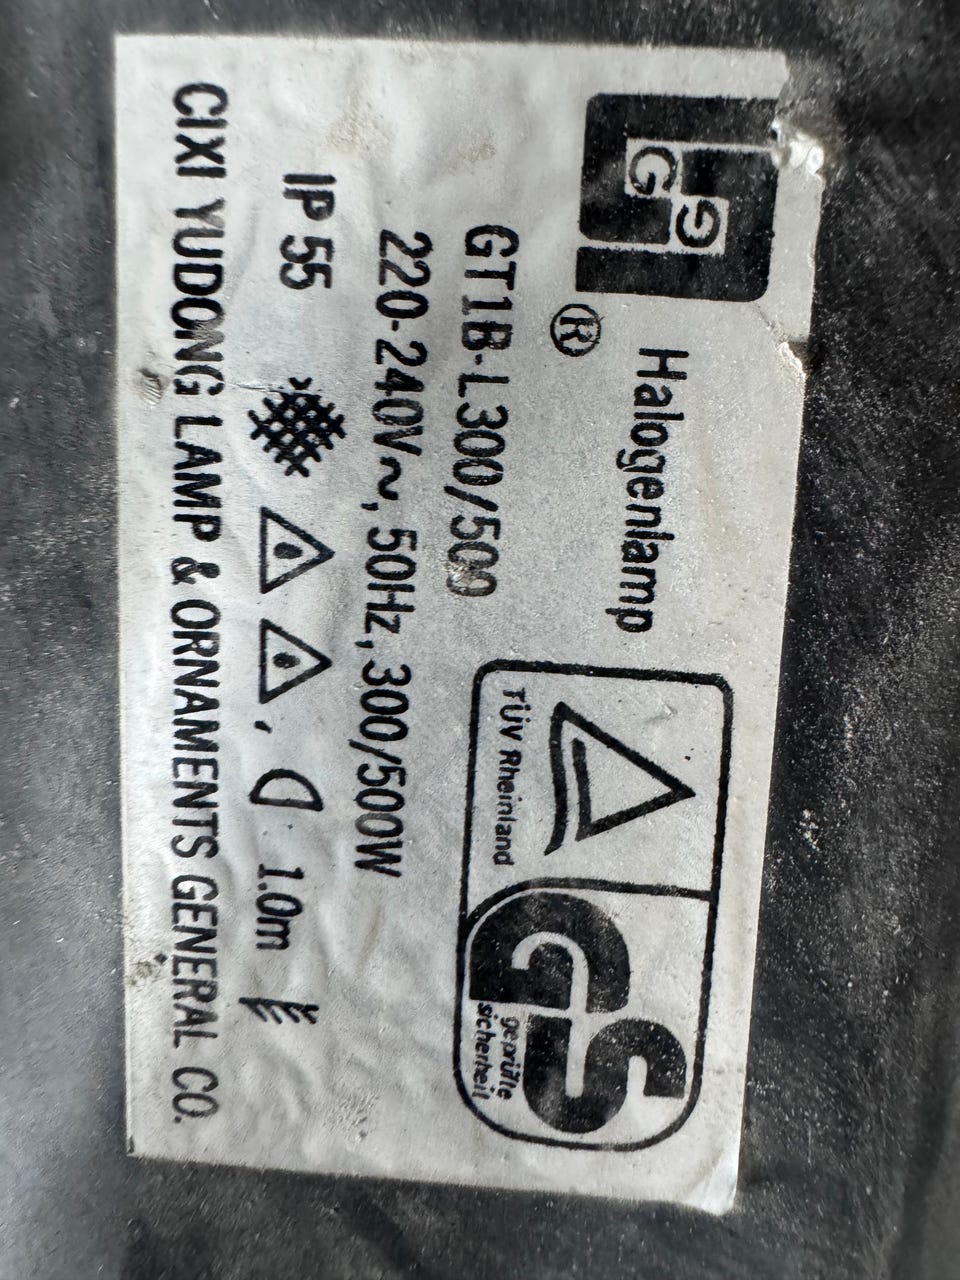 G G
®
Halogenlamp
GT1B-L300/500
220-240V~, 50Hz, 300/500W
IP 55
, 1.0m
CIXI YUDONG LAMP & ORNAMENTS GENERAL CO.
TÜV Rheinland
GS
geprüfte
sicherheit